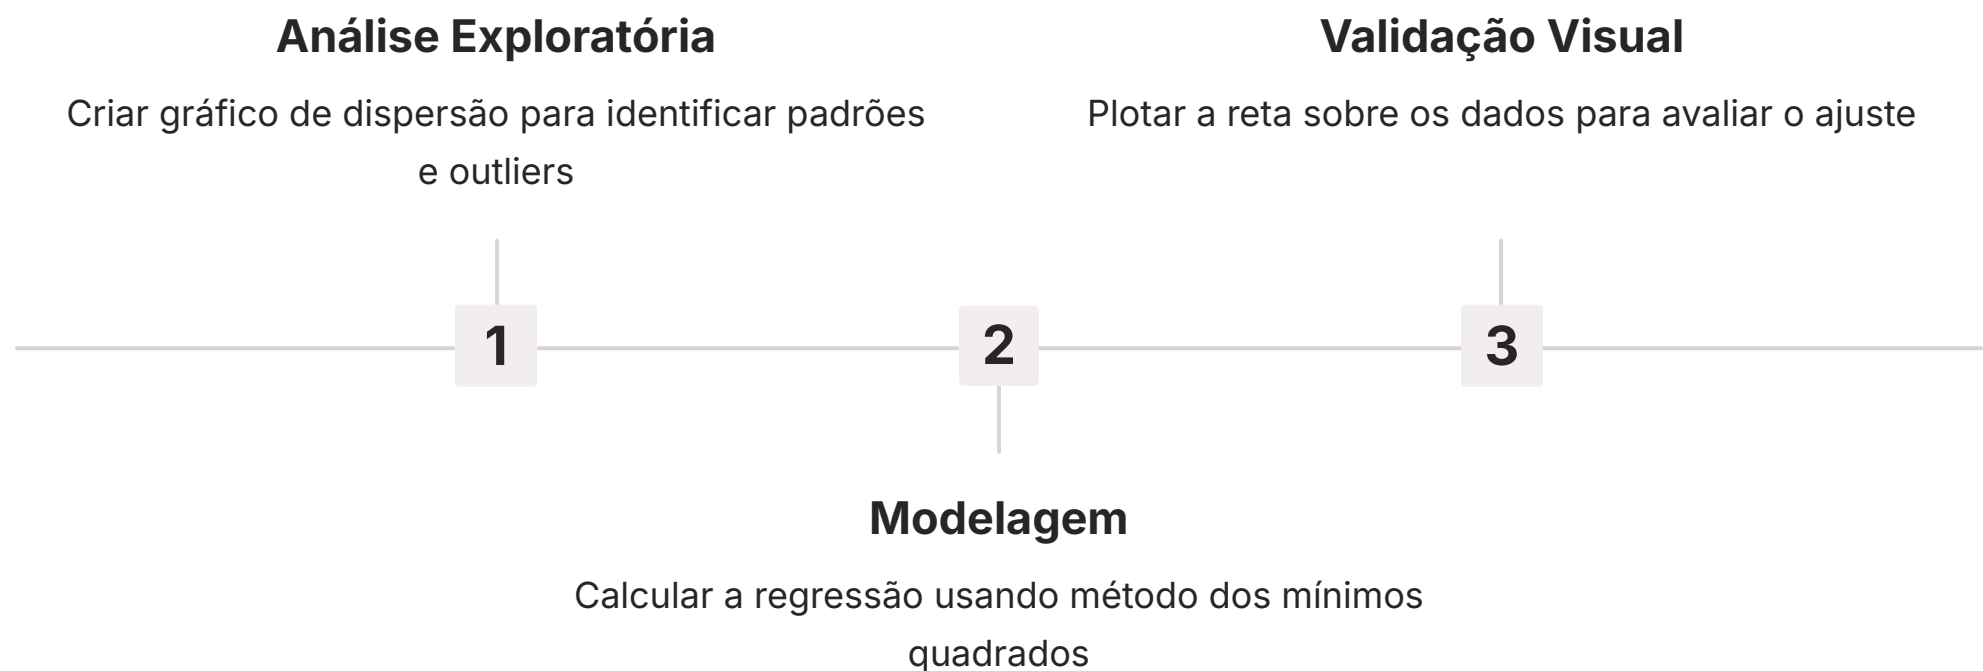 Análise Exploratória
Criar gráfico de dispersão para identificar padrões
e outliers
Validação Visual
Plotar a reta sobre os dados para avaliar o ajuste
1
2
3
Modelagem
Calcular a regressão usando método dos mínimos
quadrados